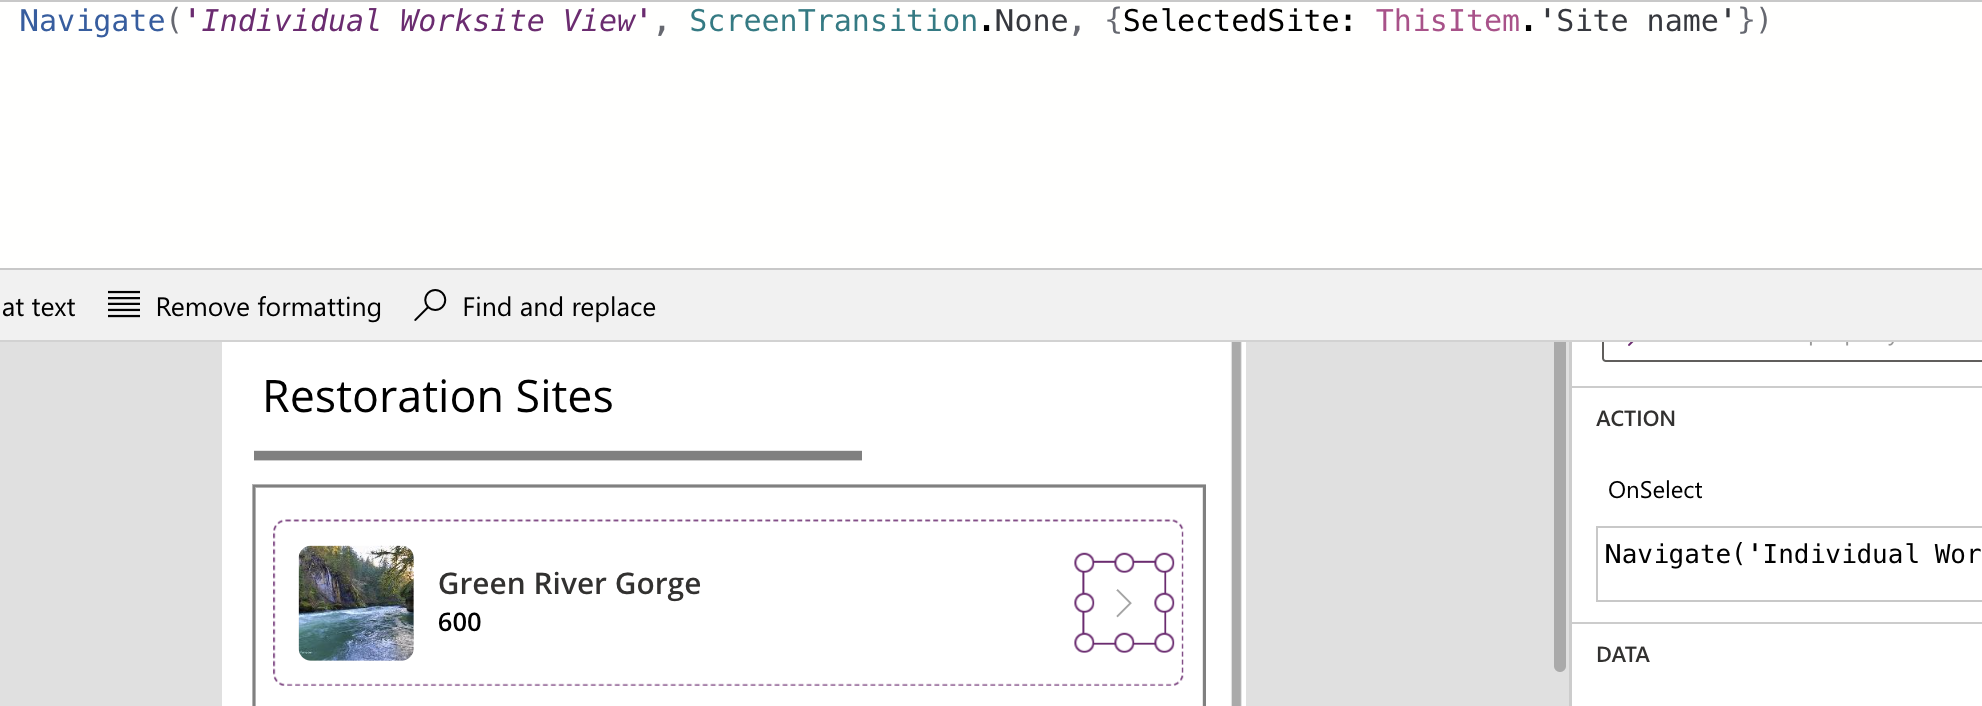 Navigate('Individual Worksite View', ScreenTransition.None, {SelectedSite: ThisItem.'Site name'})
at text Remove formatting Find and replace
Restoration Sites
Green River Gorge
600
ACTION
OnSelect
Navigate('Individual Wor
DATA